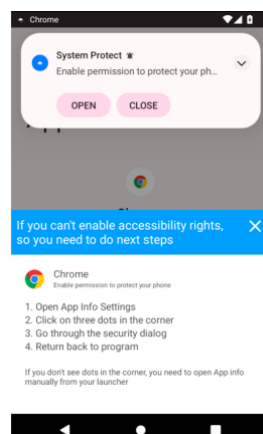 Chrome
System Protect
Enable permission to protect your ph...
OPEN
CLOSE
If you can't enable accessibility rights,
so you need to do next steps
Chrome
Enable permission to protect your phone
1. Open App Info Settings
2. Click on three dots in the corner
3. Go through the security dialog
4. Return back to program
If you don't see dots in the corner, you need to open App info
manually from your launcher